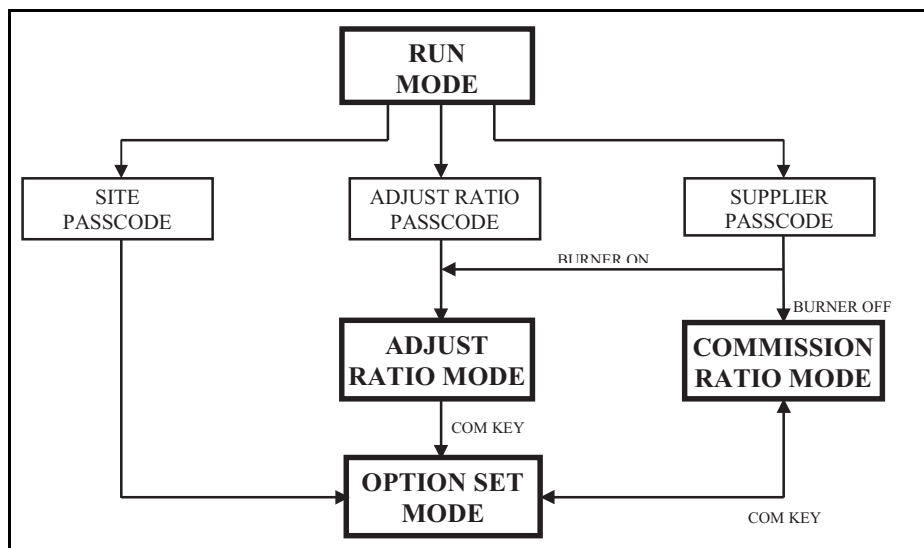 RUN
MODE
SITE
PASSCODE
ADJUST RATIO
PASSCODE
SUPPLIER
PASSCODE
BURNER ON
BURNER OFF
ADJUST
RATIO MODE
COMMISSION
RATIO MODE
COM KEY
OPTION SET
MODE
COM KEY